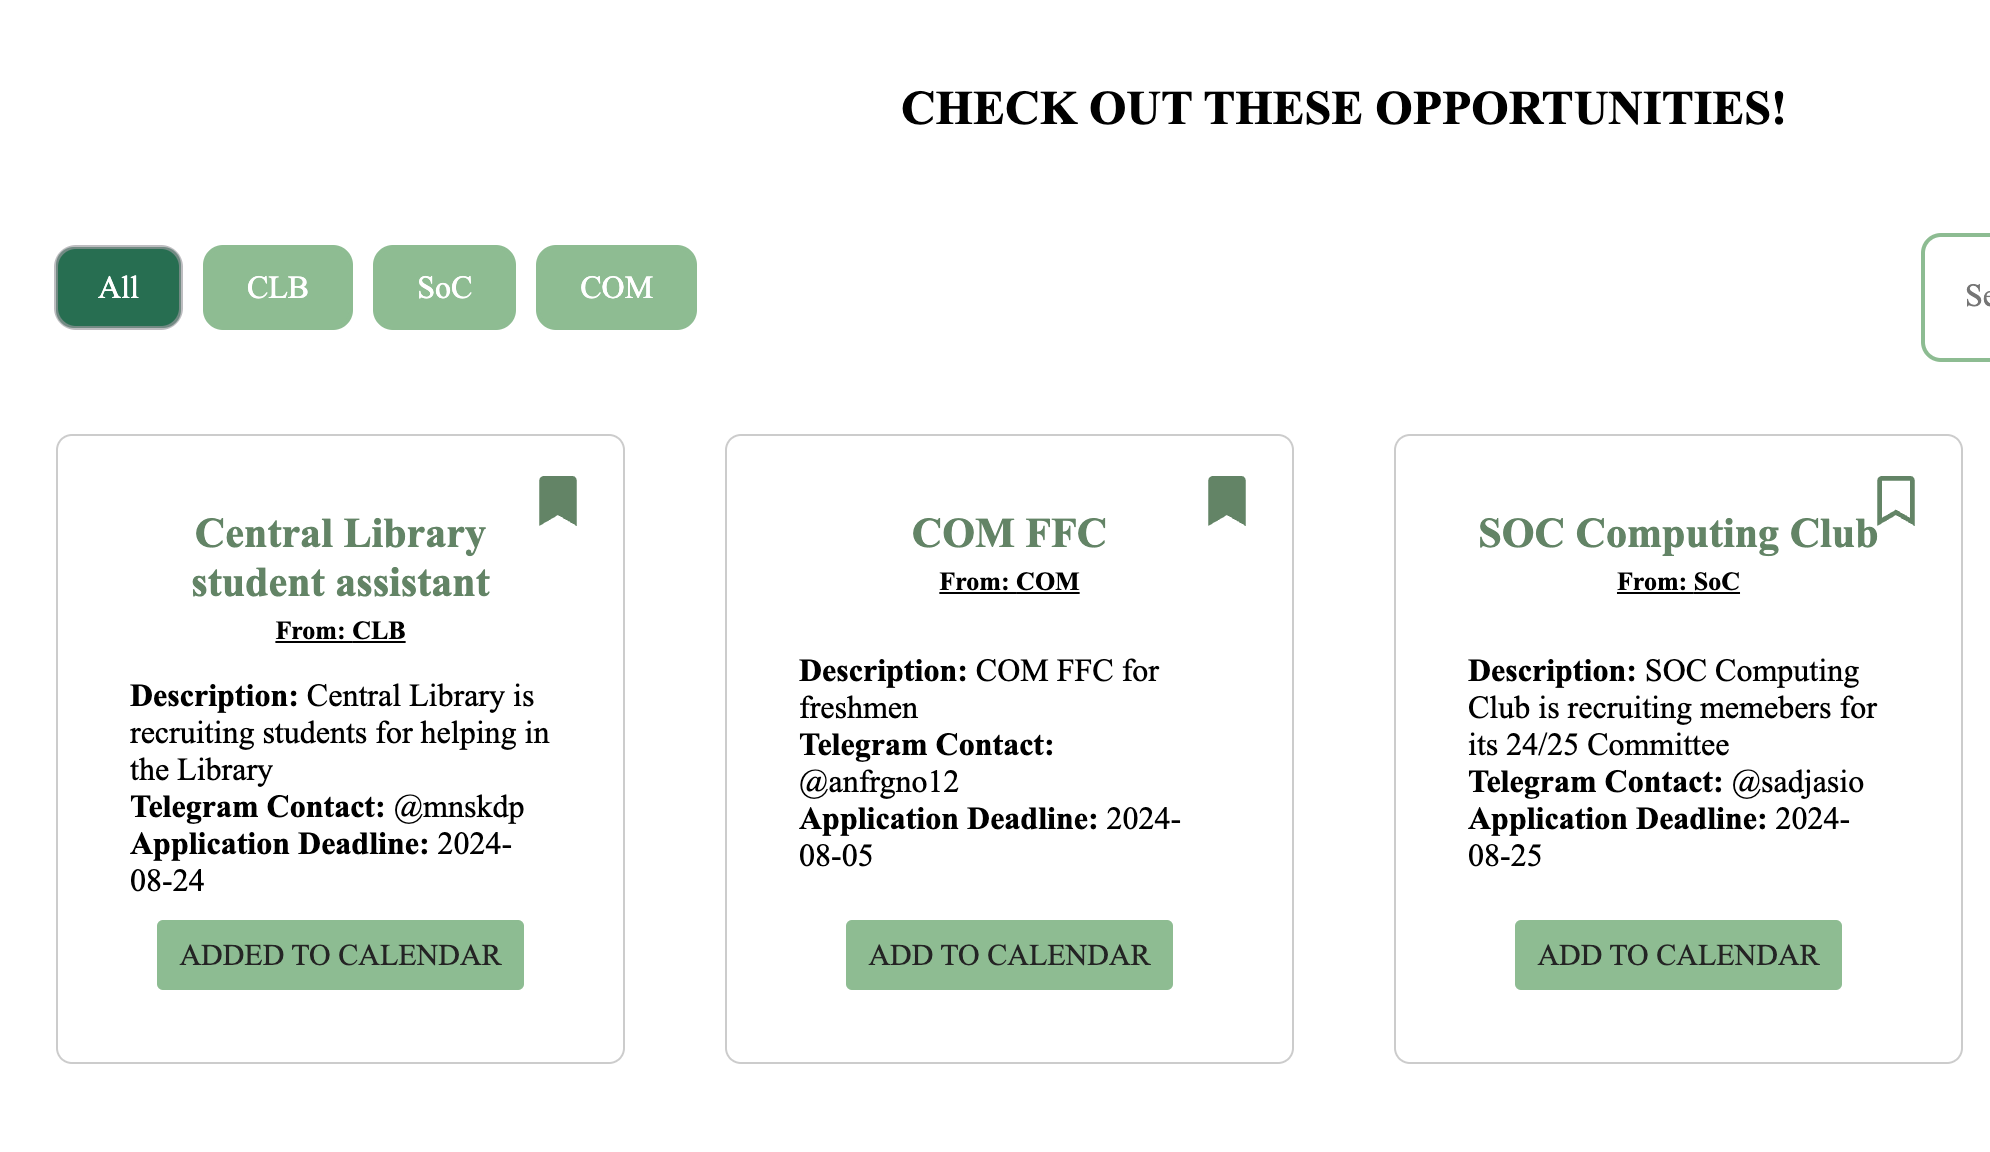 CHECK OUT THESE OPPORTUNITIES!
All
CLB
SoC
COM
Se
Central Library
student assistant
From: CLB
Description: Central Library is
recruiting students for helping in
the Library
Telegram Contact: @mnskdp
Application Deadline: 2024-
08-24
ADDED TO CALENDAR
COM FFC
From: COM
Description: COM FFC for
freshmen
Telegram Contact:
@anfrgno12
Application Deadline: 2024-
08-05
ADD TO CALENDAR
SOC Computing Club
From: SoC
Description: SOC Computing
Club is recruiting memebers for
its 24/25 Committee
Telegram Contact: @sadjasio
Application Deadline: 2024-
08-25
ADD TO CALENDAR